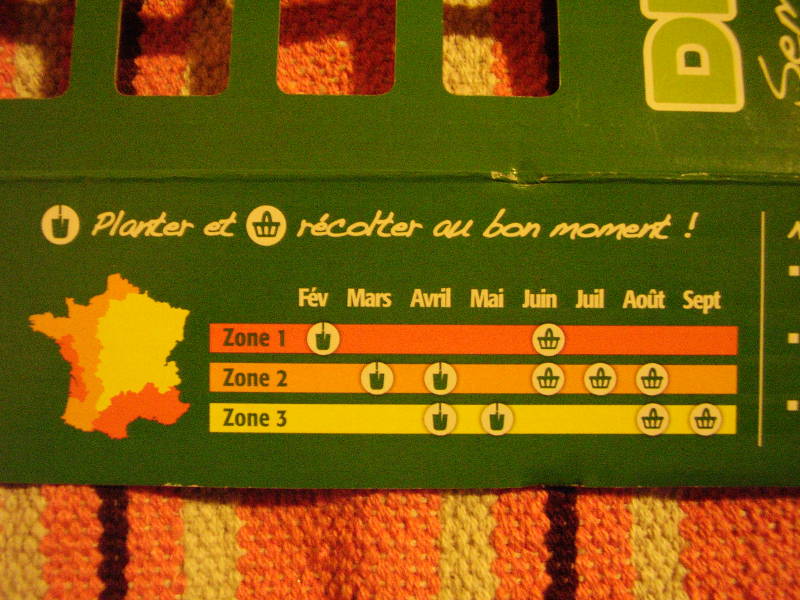 Planter et récolter au bon moment !
Fév Mars Avril Mai Juin Juil Août Sept
Zone 1
Zone 2
Zone 3